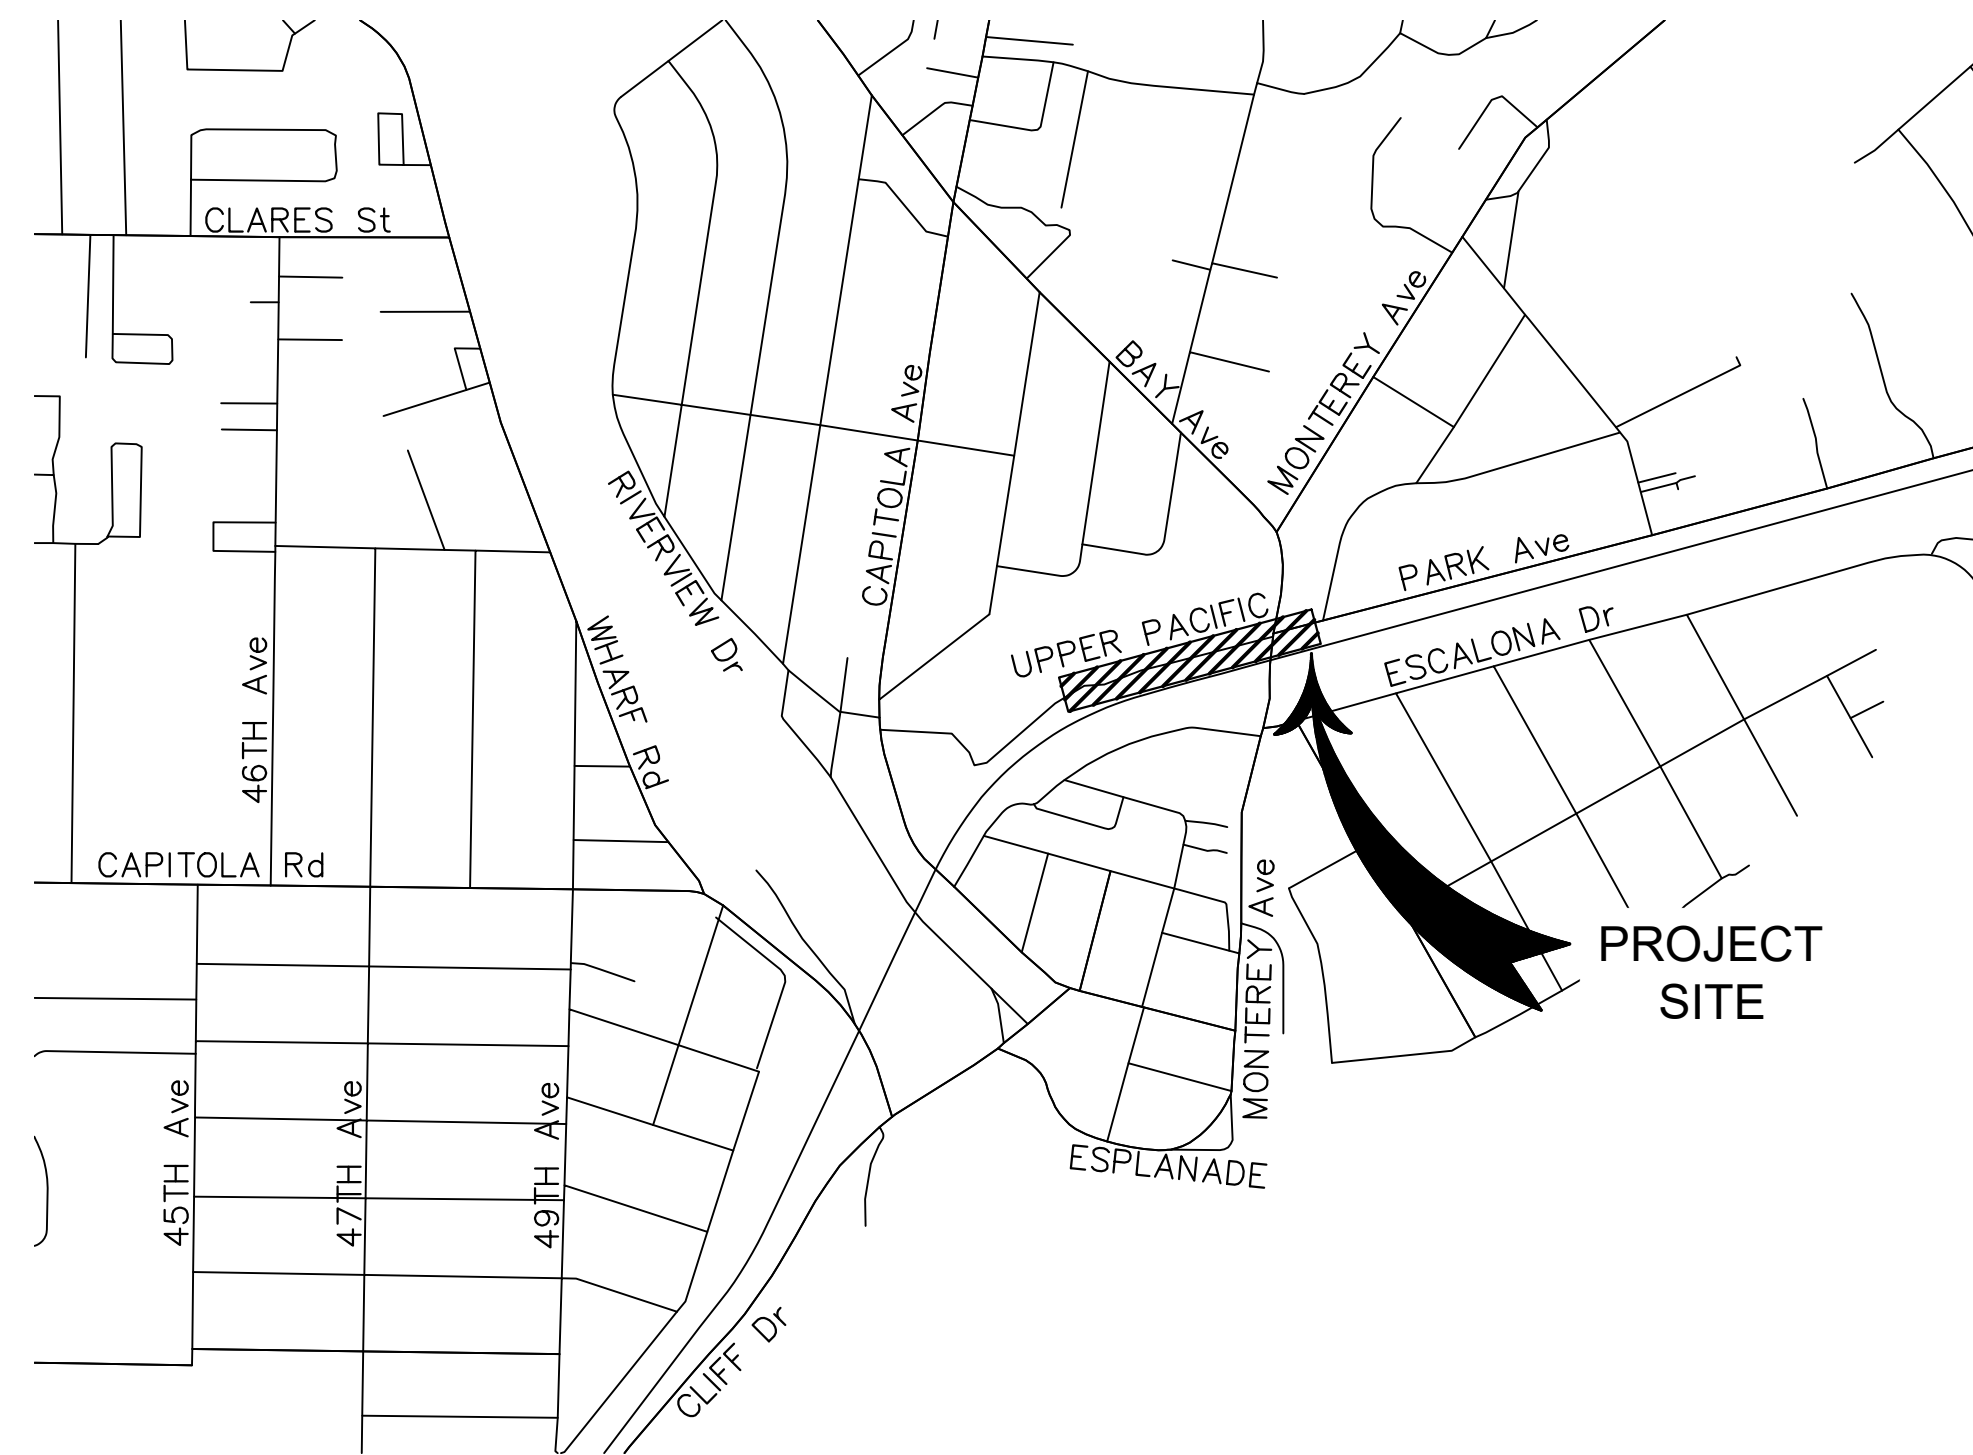 CLARES St
MONTEREY Ave
BAY Ave
CAPITOLA Ave
RIVERVIEW Dr
PARK Ave
UPPER PACIFIC
ESCALONA Dr
WHARF Rd
46TH Ave
CAPITOLA Rd
MONTEREY Ave
PROJECT
SITE
45TH Ave
47TH Ave
49TH Ave
ESPLANADE
CLIFF Dr